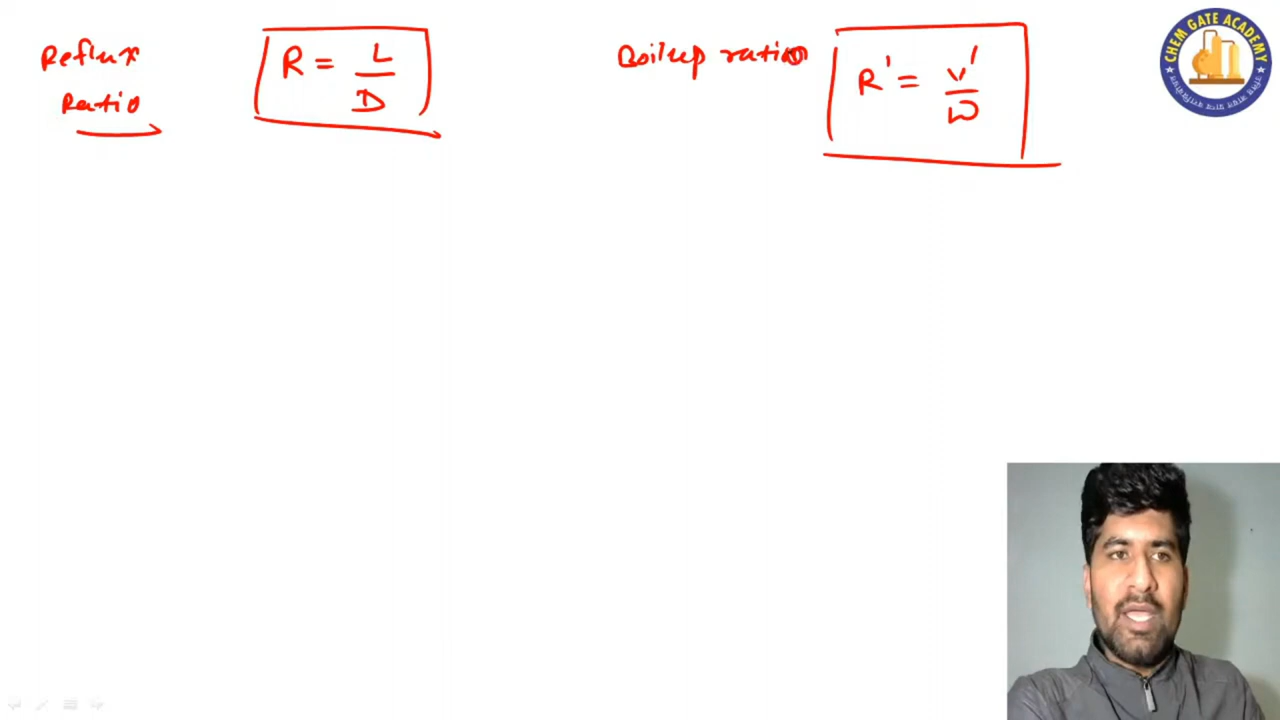 Reflux
Ratio
R = L/D
Boilup ratio
R' = V'/W
CHEM GATE ACADEMY